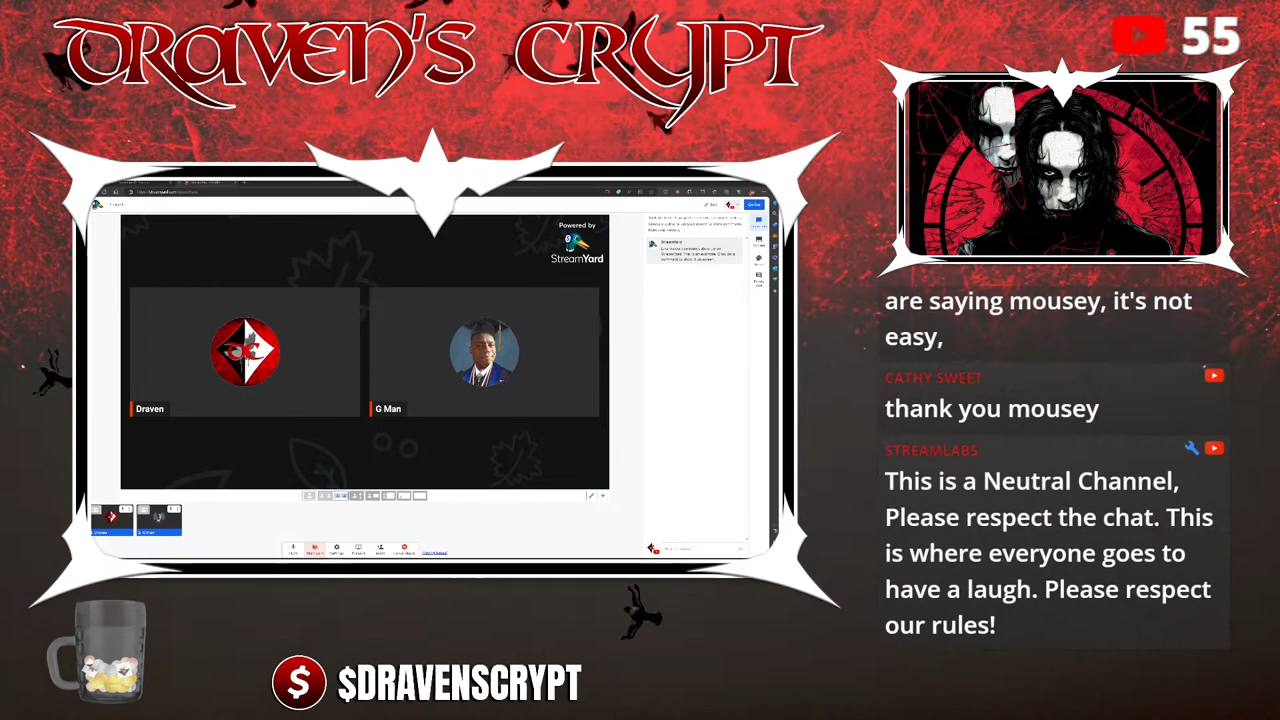 DRAVEN'S CRYPT
55
Powered by
StreamYard
Draven
G Man
are saying mousey, it's not
easy,
CATHY SWEET
thank you mousey
STREAMLABS
This is a Neutral Channel,
Please respect the chat. This
is where everyone goes to
have a laugh. Please respect
our rules!
$ $DRAVENSCRYPT